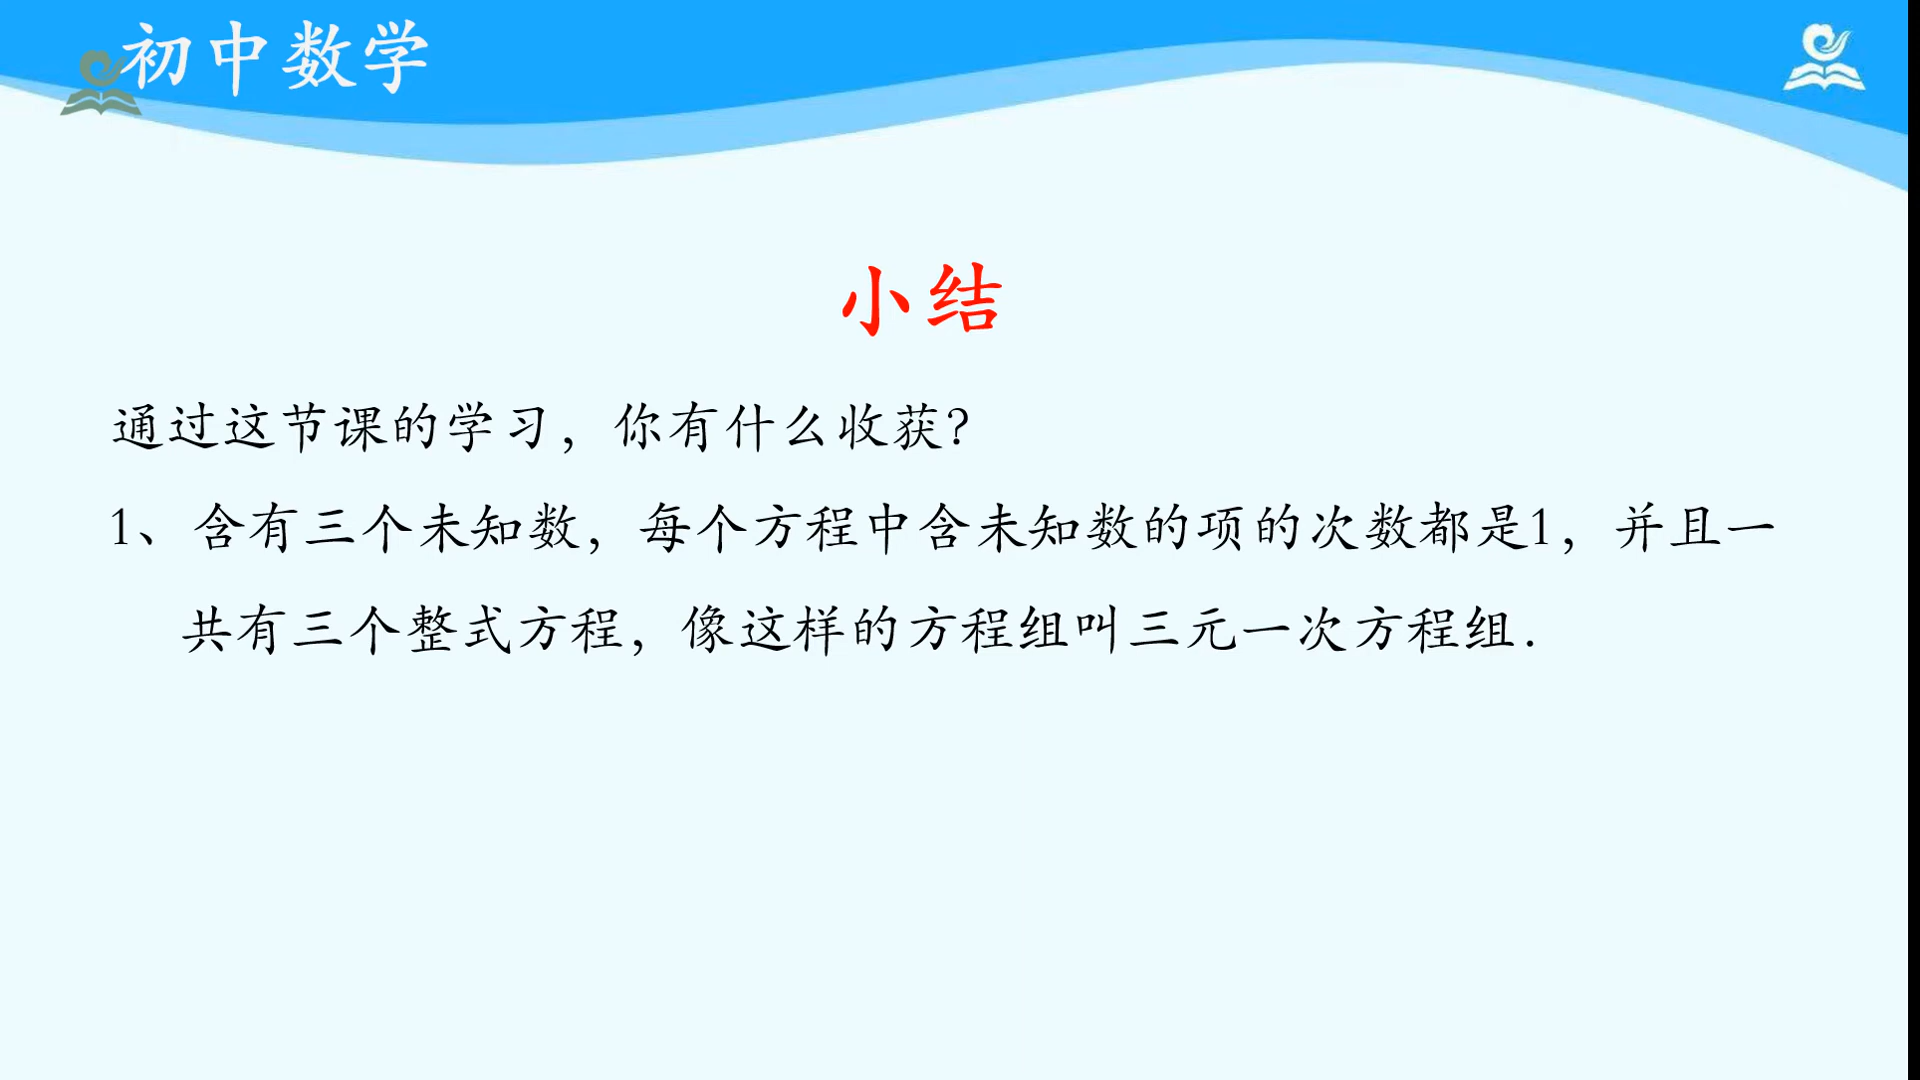 初中数学
小结
通过这节课的学习，你有什么收获？
1、含有三个未知数，每个方程中含未知数的项的次数都是1，并且一
共有三个整式方程，像这样的方程组叫三元一次方程组.